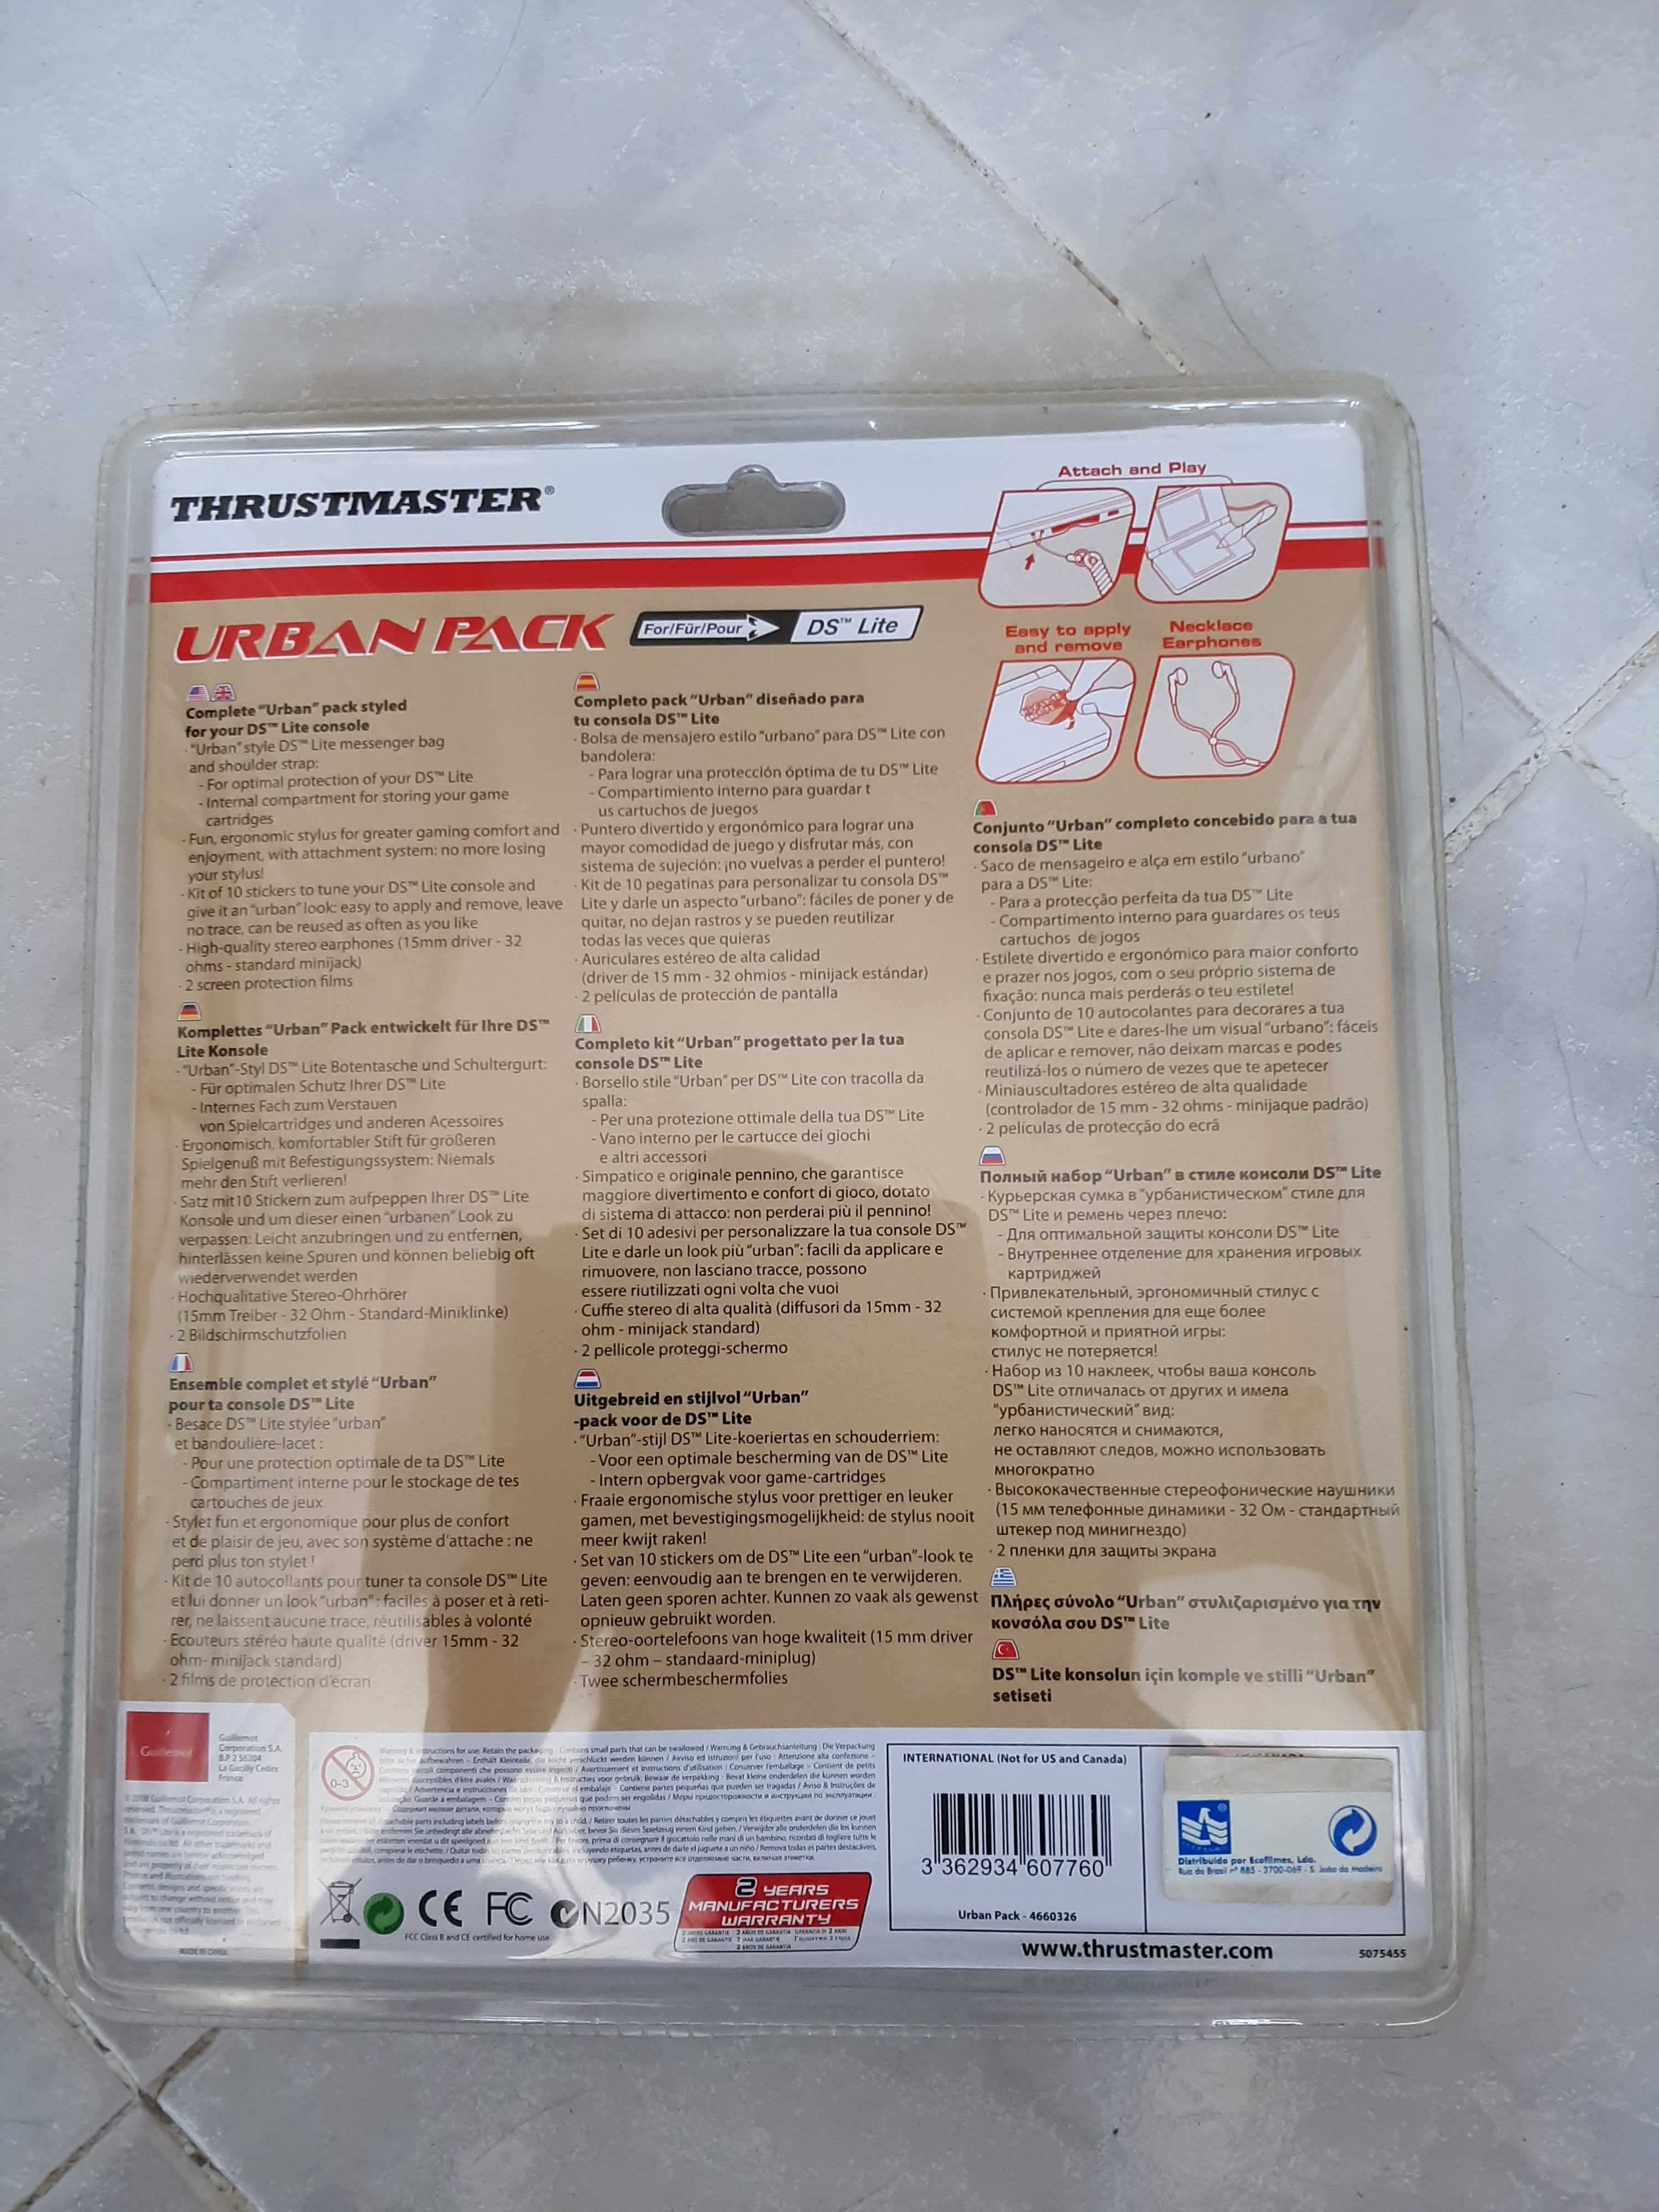 THRUSTMASTER®
Attach and Play
URBAN PACK
For/Für/Pour
DS™ Lite
Easy to apply
and remove
Necklace
Earphones
Complete “Urban” pack styled
for your DS™ Lite console
· “Urban” style DS™ Lite messenger bag
and shoulder strap:
- For optimal protection of your DS™ Lite
- Internal compartment for storing your game
cartridges
· Fun, ergonomic stylus for greater gaming comfort and
enjoyment, with attachment system: no more losing
your stylus!
· Kit of 10 stickers to tune your DS™ Lite console and
give it an “urban” look: easy to apply and remove, leave
no trace, can be reused as often as you like
· High-quality stereo earphones (15mm driver - 32
ohms - standard minijack)
· 2 screen protection films
Komplettes “Urban” Pack entwickelt für Ihre DS™
Lite Konsole
· “Urban”-Styl DS™ Lite Botentasche und Schultergurt:
- Für optimalen Schutz Ihrer DS™ Lite
- Internes Fach zum Verstauen
von Spielcartridges und anderen Acessoires
· Ergonomisch, komfortabler Stift für größeren
Spielgenuß mit Befestigungssystem: Niemals
mehr den Stift verlieren!
· Satz mit10 Stickern zum aufpeppen Ihrer DS™ Lite
Konsole und um dieser einen “urbanen” Look zu
verpassen: Leicht anzubringen und zu entfernen,
hinterlassen keine Spuren und können beliebig oft
wiederverwendet werden
· Hochqualitative Stereo-Ohrhörer
(15mm Treiber - 32 Ohm - Standard-Miniklinke)
· 2 Bildschirmschutzfolien
Ensemble complet et stylé “Urban”
pour ta console DS™ Lite
· Besace DS™ Lite stylée “urban”
et bandoulière-lacet :
- Pour une protection optimale de ta DS™ Lite
- Compartiment interne pour le stockage de tes
cartouches de jeux
· Stylet fun et ergonomique pour plus de confort
et de plaisir de jeu, avec son système d’attache : ne
perd plus ton stylet !
· Kit de 10 autocollants pour tuner ta console DS™ Lite
et lui donner un look “urban” : faciles à poser et à reti-
rer, ne laissent aucune trace, réutilisables à volonté
· Ecouteurs stéréo haute qualité (driver 15mm - 32
ohm- minijack standard)
· 2 films de protection d’écran
Completo pack “Urban” diseñado para
tu consola DS™ Lite
· Bolsa de mensajero estilo “urbano” para DS™ Lite con
bandolera:
- Para lograr una protección óptima de tu DS™ Lite
- Compartimiento interno para guardar t
us cartuchos de juegos
· Puntero divertido y ergonómico para lograr una
mayor comodidad de juego y disfrutar más, con
sistema de sujeción: ¡no vuelvas a perder el puntero!
· Kit de 10 pegatinas para personalizar tu consola DS™
Lite y darle un aspecto “urbano”: fáciles de poner y de
quitar, no dejan rastros y se pueden reutilizar
todas las veces que quieras
· Auriculares estéreo de alta calidad
(driver de 15 mm - 32 ohmios - minijack estándar)
· 2 películas de protección de pantalla
Completo kit “Urban” progettato per la tua
console DS™ Lite
· Borsello stile “Urban” per DS™ Lite con tracolla da
spalla:
- Per una protezione ottimale della tua DS™ Lite
- Vano interno per le cartucce dei giochi
e altri accessori
· Simpatico e originale pennino, che garantisce
maggiore divertimento e confort di gioco, dotato
di sistema di attacco: non perderai più il pennino!
· Set di 10 adesivi per personalizzare la tua console DS™
Lite e darle un look più “urban”: facili da applicare e
rimuovere, non lasciano tracce, possono
essere riutilizzati ogni volta che vuoi
· Cuffie stereo di alta qualità (diffusori da 15mm - 32
ohm - minijack standard)
· 2 pellicole proteggi-schermo
Uitgebreid en stijlvol “Urban”
-pack voor de DS™ Lite
· “Urban”-stijl DS™ Lite-koeriertas en schouderriem:
- Voor een optimale bescherming van de DS™ Lite
- Intern opbergvak voor game-cartridges
· Fraaie ergonomische stylus voor prettiger en leuker
gamen, met bevestigingsmogelijkheid: de stylus nooit
meer kwijt raken!
· Set van 10 stickers om de DS™ Lite een “urban”-look te
geven: eenvoudig aan te brengen en te verwijderen.
Laten geen sporen achter. Kunnen zo vaak als gewenst
opnieuw gebruikt worden.
· Stereo-oortelefoons van hoge kwaliteit (15 mm driver
– 32 ohm – standaard-miniplug)
· Twee schermbeschermfolies
Conjunto “Urban” completo concebido para a tua
consola DS™ Lite
· Saco de mensageiro e alça em estilo “urbano”
para a DS™ Lite:
- Para a protecção perfeita da tua DS™ Lite
- Compartimento interno para guardares os teus
cartuchos de jogos
· Estilete divertido e ergonómico para maior conforto
e prazer nos jogos, com o seu próprio sistema de
fixação: nunca mais perderás o teu estilete!
· Conjunto de 10 autocolantes para decorares a tua
consola DS™ Lite e dares-lhe um visual “urbano”: fáceis
de aplicar e remover, não deixam marcas e podes
reutilizá-los o número de vezes que te apetecer
· Miniauscultadores estéreo de alta qualidade
(controlador de 15 mm - 32 ohms - minijaque padrão)
· 2 películas de protecção do ecrã
Полный набор “Urban” в стиле консоли DS™ Lite
· Курьерская сумка в “урбанистическом” стиле для
DS™ Lite и ремень через плечо:
- Для оптимальной защиты консоли DS™ Lite
- Внутреннее отделение для хранения игровых
картриджей
· Привлекательный, эргономичный стилус с
системой крепления для еще более
комфортной и приятной игры:
стилус не потеряется!
· Набор из 10 наклеек, чтобы ваша консоль
DS™ Lite отличалась от других и имела
“урбанистический” вид:
легко наносятся и снимаются,
не оставляют следов, можно использовать
многократно
· Высококачественные стереофонические наушники
(15 мм телефонные динамики - 32 Ом - стандартный
штекер под минигнездо)
· 2 пленки для защиты экрана
Πλήρες σύνολο “Urban” στυλιζαρισμένο για την
κονσόλα σου DS™ Lite
DS™ Lite konsolun için komple ve stilli “Urban”
setiseti
Guillemot
Guillemot
Corporation S.A.
B.P 2 56204
La Gacilly Cedex
France
MADE IN CHINA
0-3
FCC Class B and CE certified for home use
CE FC N2035
2 YEARS
MANUFACTURERS
WARRANTY
INTERNATIONAL (Not for US and Canada)
3 362934 607760
Urban Pack - 4660326
Distribuído por Ecofilmes, Lda.
Rua do Brasil nº 885 - 3700-069 - S. João da Madeira
www.thrustmaster.com
5075455